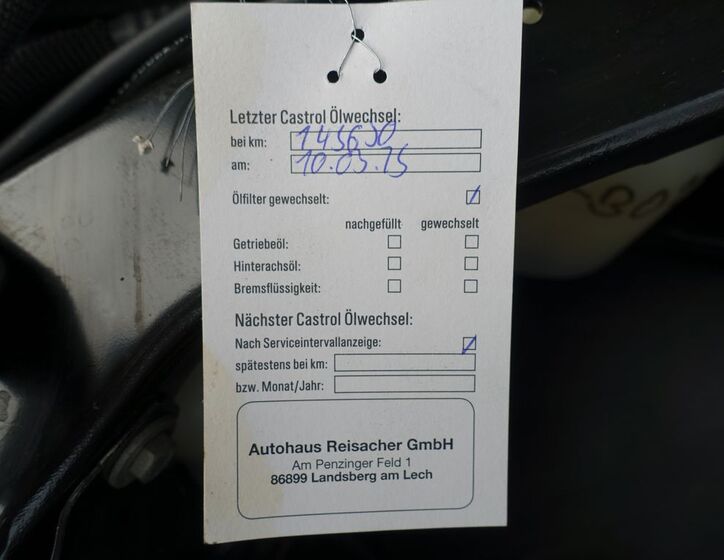 Letzter Castrol Ölwechsel:
bei km: 145630
am: 10.03.25
Ölfilter gewechselt:
nachgefüllt gewechselt
Getriebeöl:
Hinterachsöl:
Bremsflüssigkeit:
Nächster Castrol Ölwechsel:
Nach Serviceintervallanzeige:
spätestens bei km:
bzw. Monat/Jahr:
Autohaus Reisacher GmbH
Am Penzinger Feld 1
86899 Landsberg am Lech